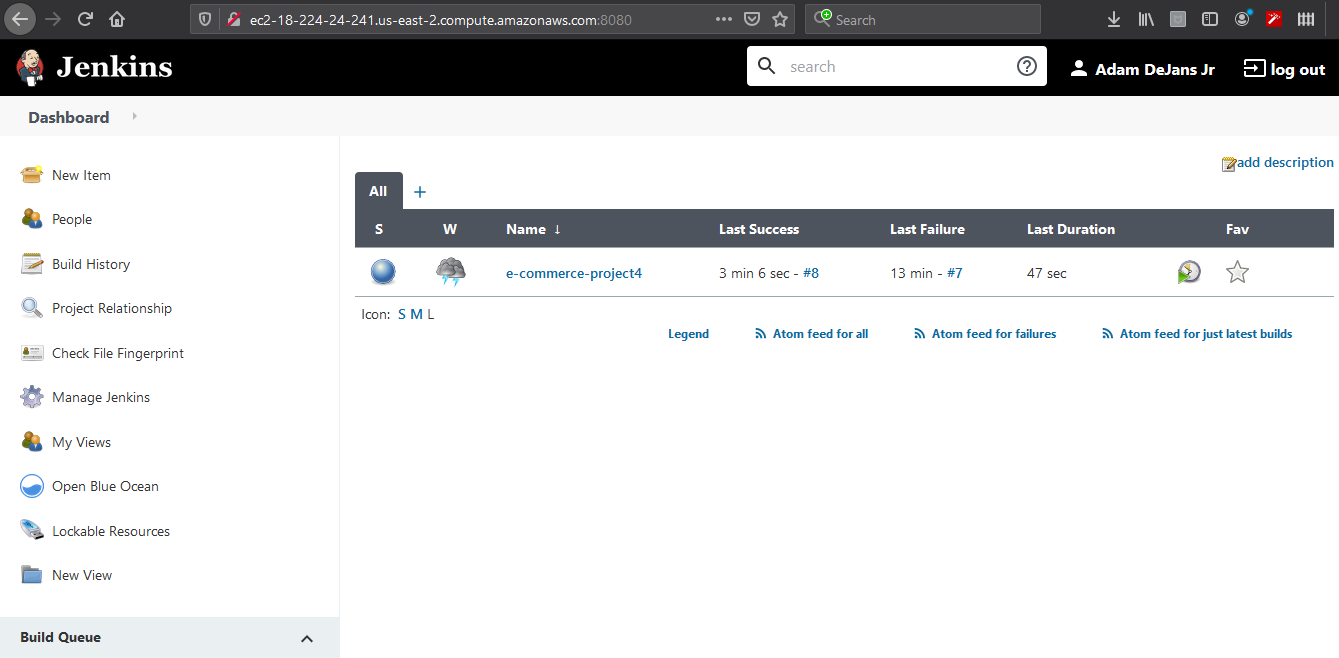 ec2-18-224-24-241.us-east-2.compute.amazonaws.com:8080
Search
Jenkins
search
Adam DeJans Jr
log out
Dashboard
New Item
People
Build History
Project Relationship
Check File Fingerprint
Manage Jenkins
My Views
Open Blue Ocean
Lockable Resources
New View
Build Queue
add description
All +
S W Name ↓ Last Success Last Failure Last Duration Fav
e-commerce-project4 3 min 6 sec - #8 13 min - #7 47 sec
Icon: S M L
Legend Atom feed for all Atom feed for failures Atom feed for just latest builds